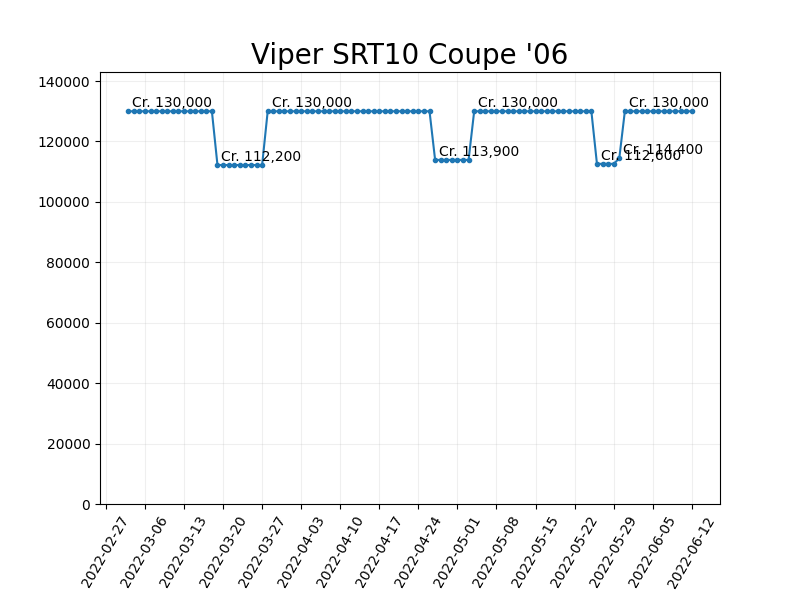 Viper SRT10 Coupe '06
140000
120000
100000
80000
60000
40000
20000
0
Cr. 130,000
Cr. 112,200
Cr. 130,000
Cr. 113,900
Cr. 130,000
Cr. 112,600
Cr. 114,400
Cr. 130,000
2022-02-27
2022-03-06
2022-03-13
2022-03-20
2022-03-27
2022-04-03
2022-04-10
2022-04-17
2022-04-24
2022-05-01
2022-05-08
2022-05-15
2022-05-22
2022-05-29
2022-06-05
2022-06-12